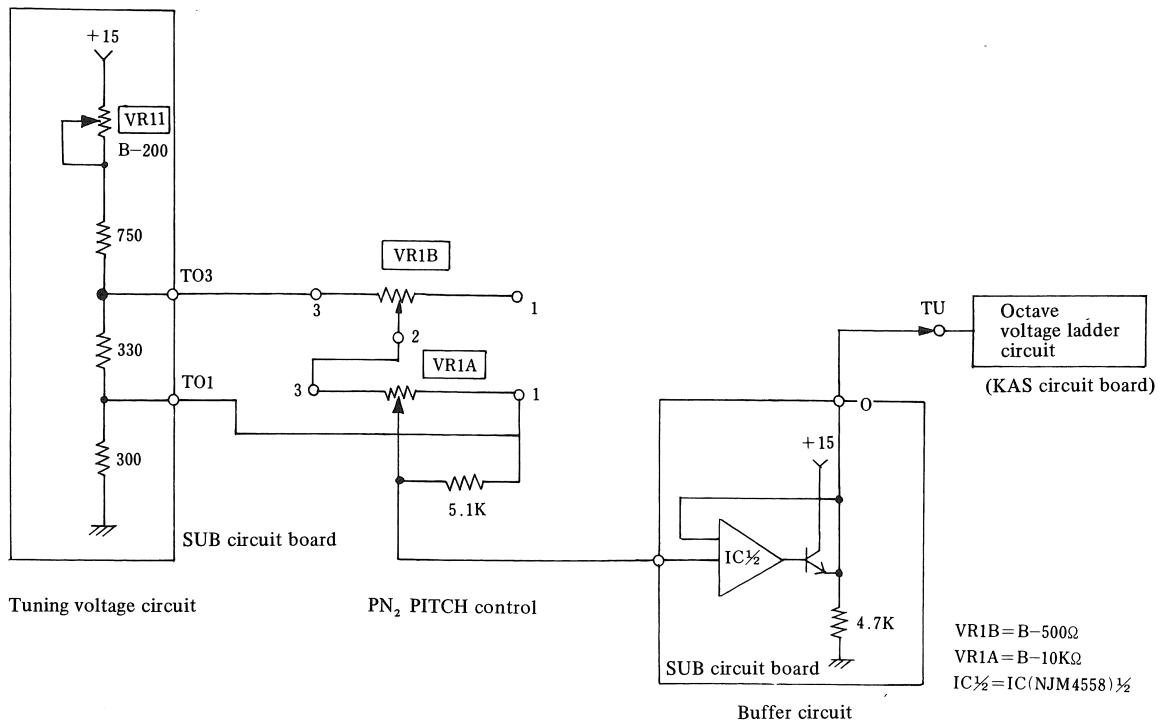 +15
VR11
B-200
750
TO3
330
TO1
300
SUB circuit board
Tuning voltage circuit
VR1B
3
1
2
VR1A
3
1
5.1K
PN₂ PITCH control
TU
Octave
voltage ladder
circuit
(KAS circuit board)
O
+15
IC½
4.7K
SUB circuit board
Buffer circuit
VR1B=B-500Ω
VR1A=B-10KΩ
IC½=IC(NJM4558)½